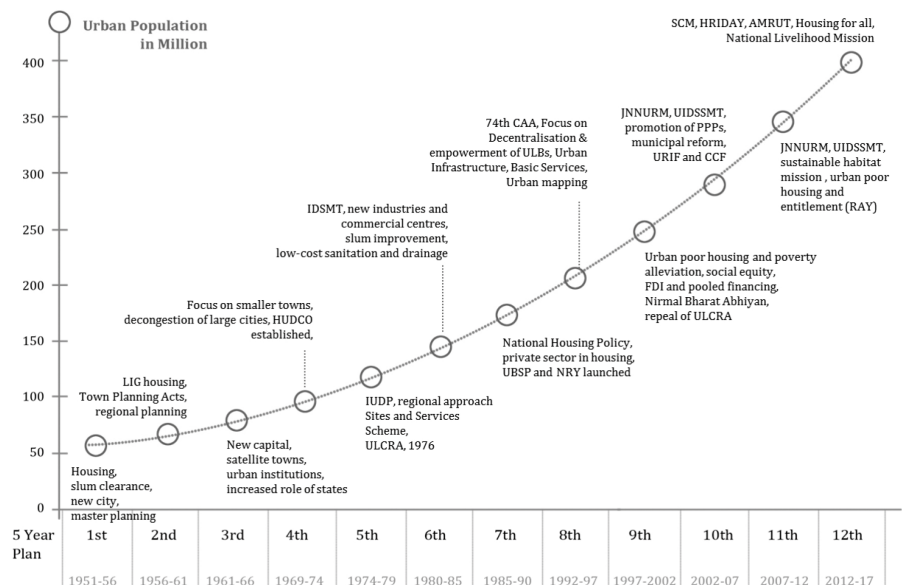 Urban Population
in Million
SCM, HRIDAY, AMRUT, Housing for all,
National Livelihood Mission
400
350
300
250
200
150
100
50
0
74th CAA, Focus on
Decentralisation &
empowerment of ULBs, Urban
Infrastructure, Basic Services,
Urban mapping
JNNURM, UIDSSMT,
promotion of PPPs,
municipal reform,
URIF and CCF
JNNURM, UIDSSMT,
sustainable habitat
mission , urban poor
housing and
entitlement (RAY)
IDSMT, new industries and
commercial centres,
slum improvement,
low-cost sanitation and drainage
Urban poor housing and poverty
alleviation, social equity,
FDI and pooled financing,
Nirmal Bharat Abhiyan,
repeal of ULCRA
Focus on smaller towns,
decongestion of large cities, HUDCO
established,
National Housing Policy,
private sector in housing,
UBSP and NRY launched
LIG housing,
Town Planning Acts,
regional planning
IUDP, regional approach
Sites and Services
Scheme,
ULCRA, 1976
New capital,
satellite towns,
urban institutions,
increased role of states
Housing,
slum clearance,
new city,
master planning
5 Year
Plan
1st 2nd 3rd 4th 5th 6th 7th 8th 9th 10th 11th 12th
1951-56 1956-61 1961-66 1969-74 1974-79 1980-85 1985-90 1992-97 1997-2002 2002-07 2007-12 2012-17